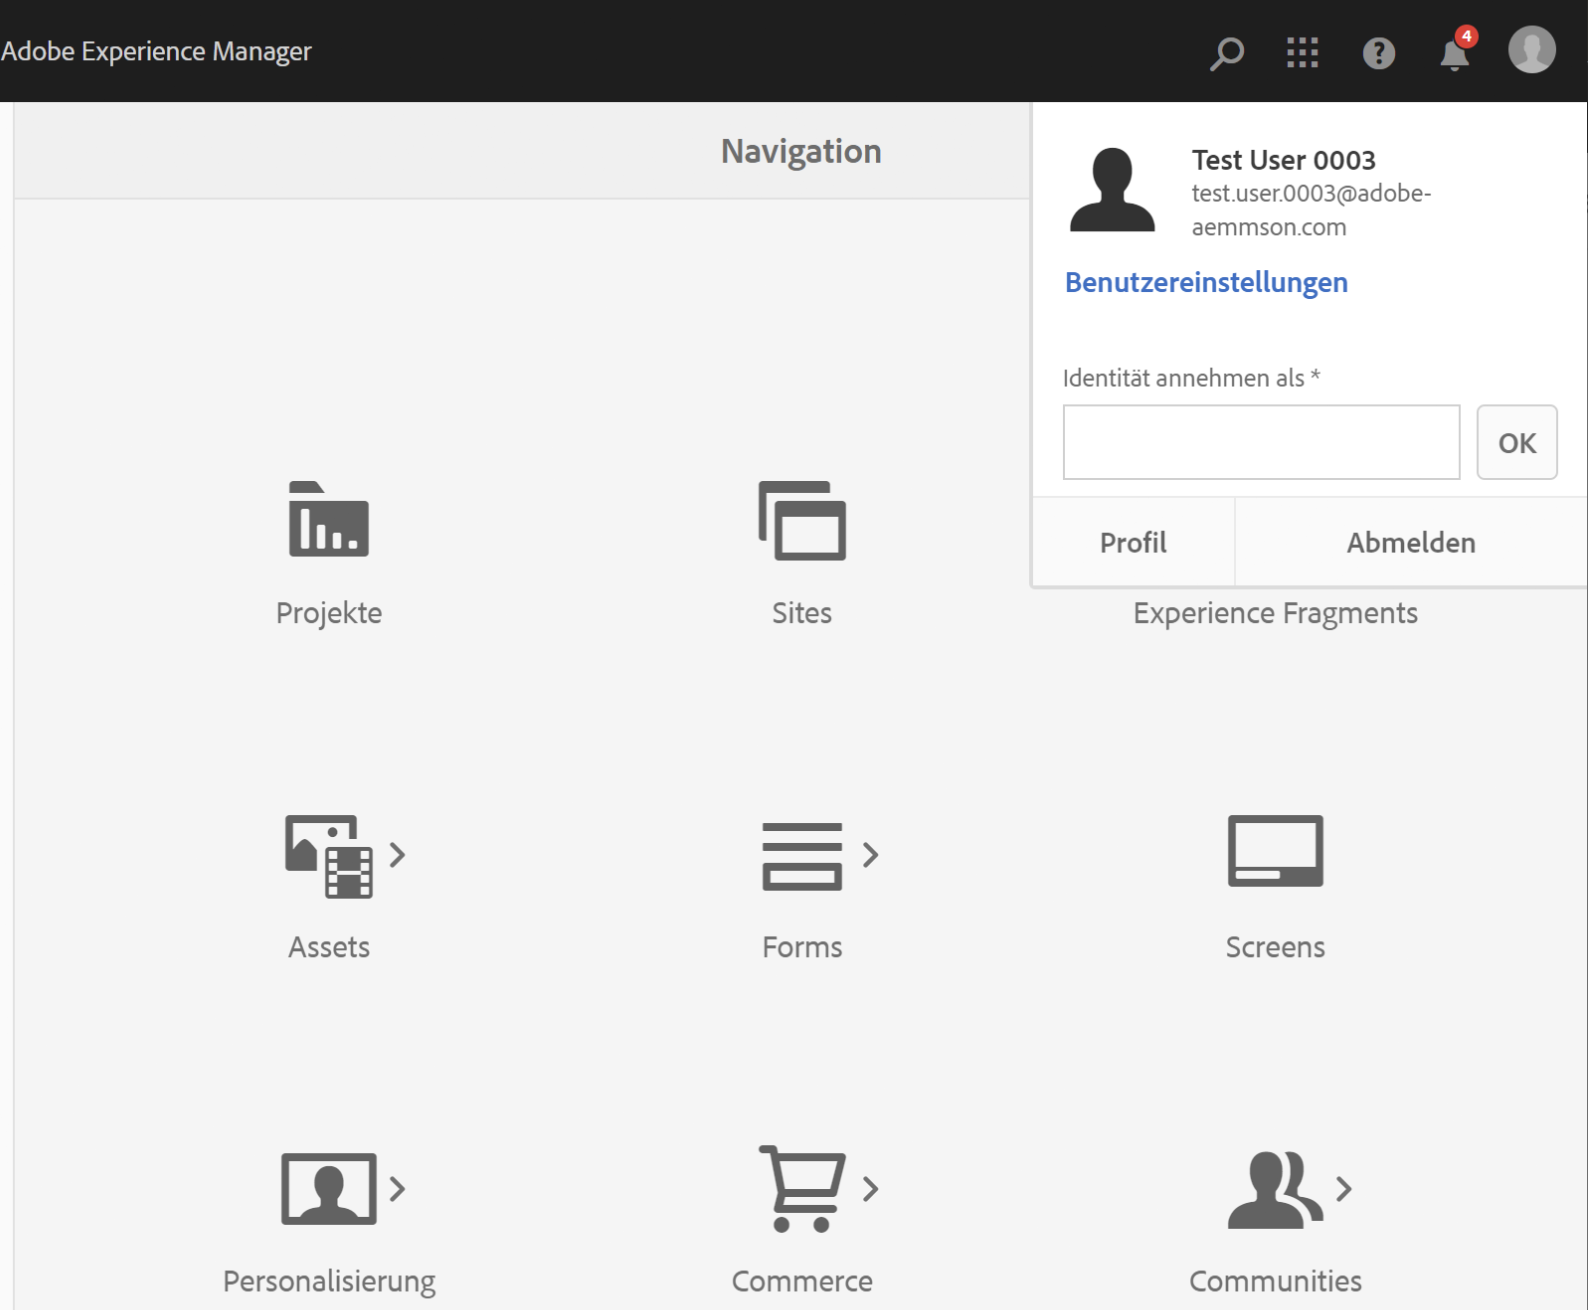 Adobe Experience Manager
4
Navigation
Test User 0003
test.user.0003@adobe-
aemmson.com
Benutzereinstellungen
Identität annehmen als *
OK
Profil
Abmelden
Projekte
Sites
Experience Fragments
Assets
Forms
Screens
Personalisierung
Commerce
Communities